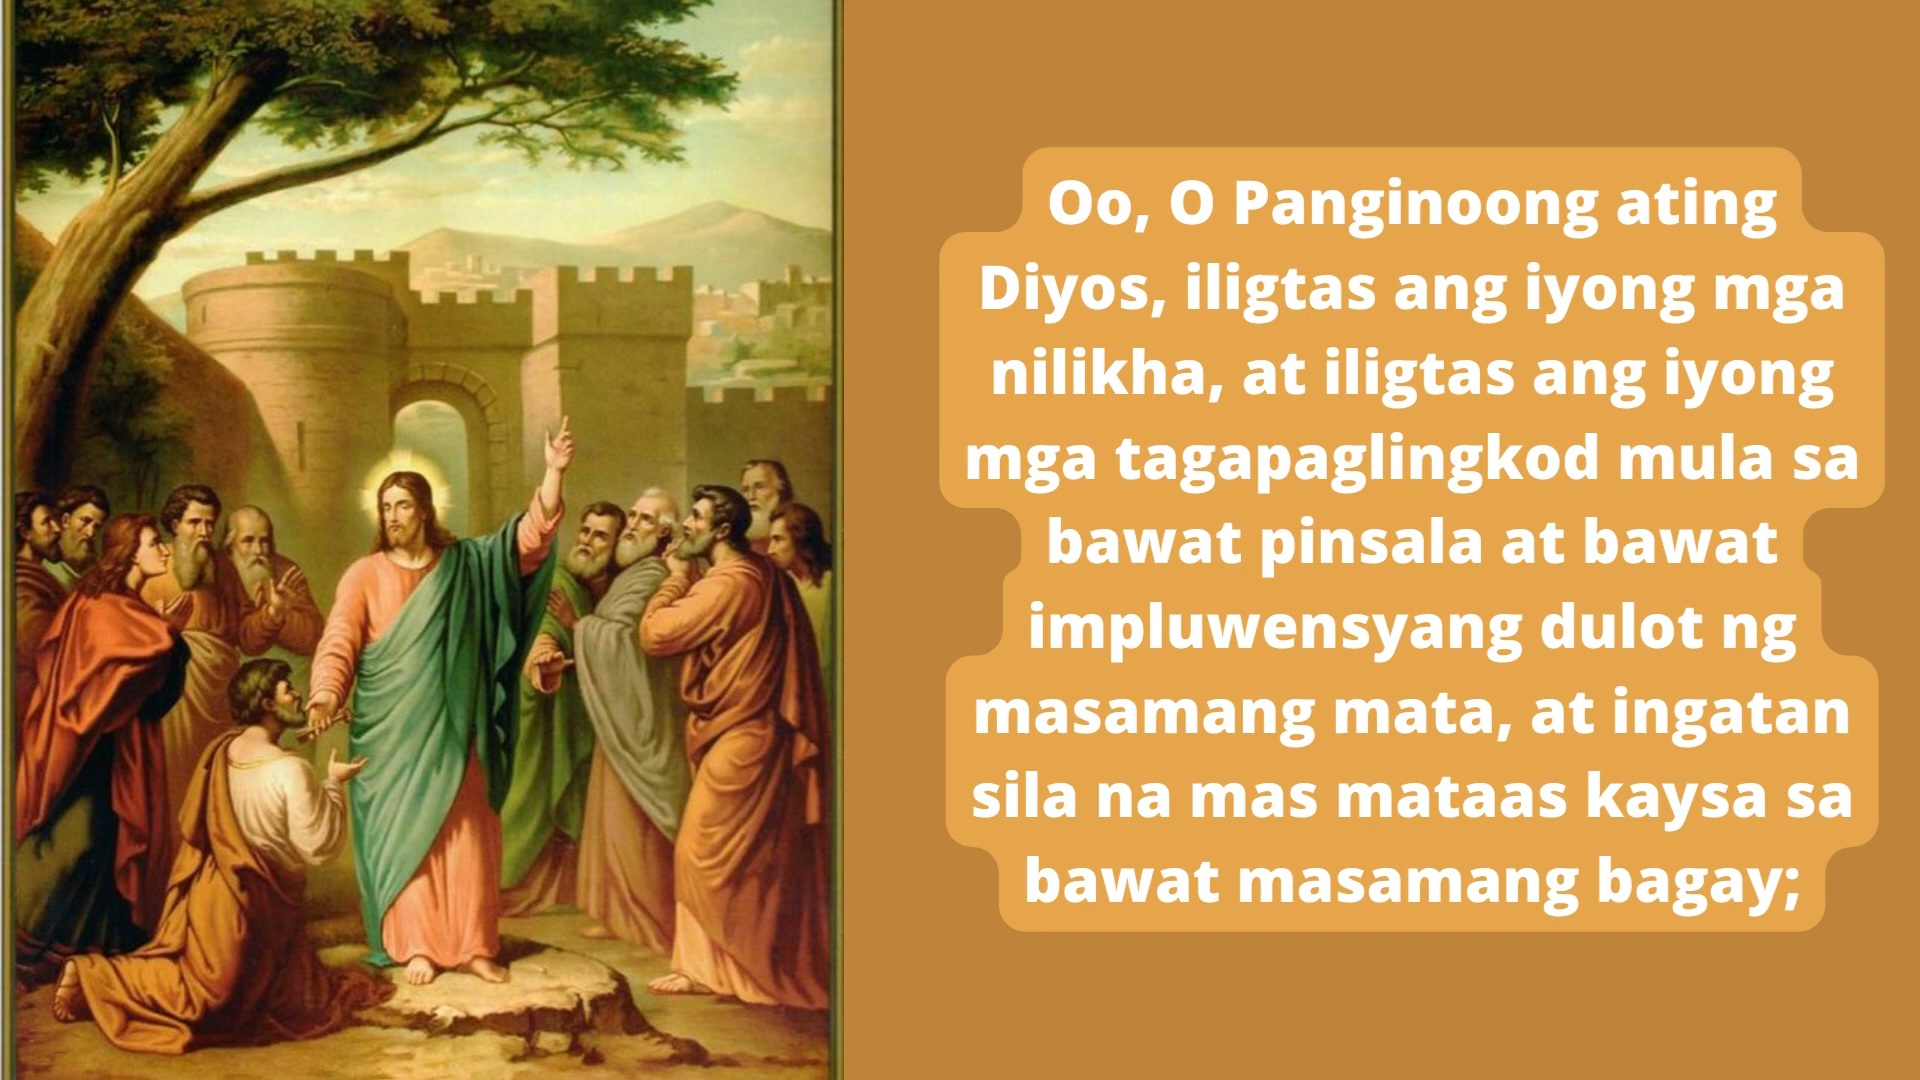 Oo, O Panginoong ating
Diyos, iligtas ang iyong mga
nilikha, at iligtas ang iyong
mga tagapaglingkod mula sa
bawat pinsala at bawat
impluwensyang dulot ng
masamang mata, at ingatan
sila na mas mataas kaysa sa
bawat masamang bagay;